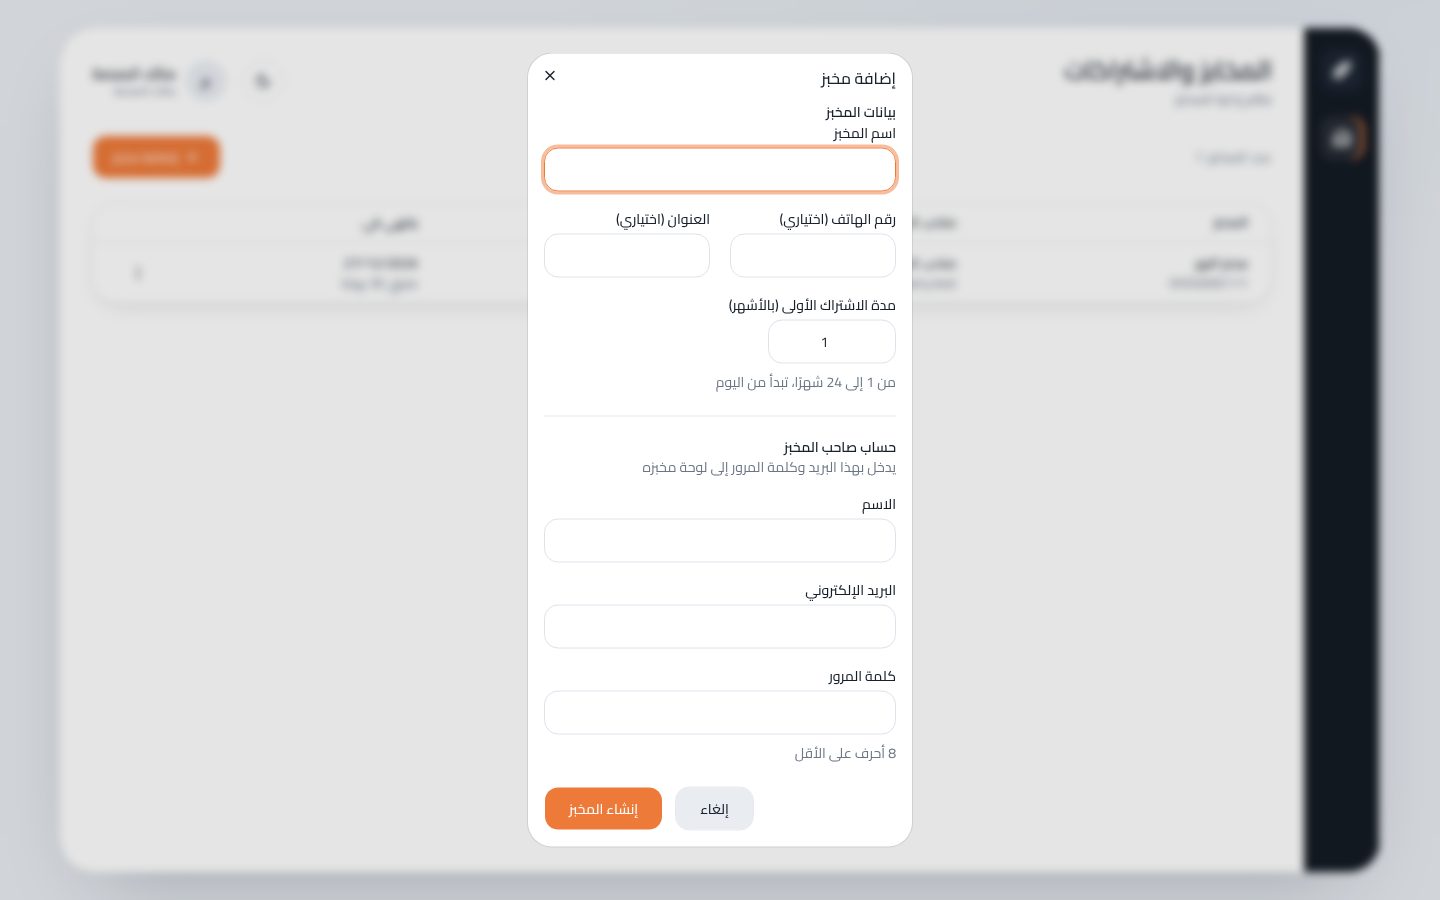 إضافة مخبز
بيانات المخبز
اسم المخبز
رقم الهاتف (اختياري)
العنوان (اختياري)
مدة الاشتراك الأولى (بالأشهر)
1
من 1 إلى 24 شهرًا، تبدأ من اليوم
حساب صاحب المخبز
يدخل بهذا البريد وكلمة المرور إلى لوحة مخبزه
الاسم
البريد الإلكتروني
كلمة المرور
8 أحرف على الأقل
إلغاء
إنشاء المخبز
المخابز والاشتراكات